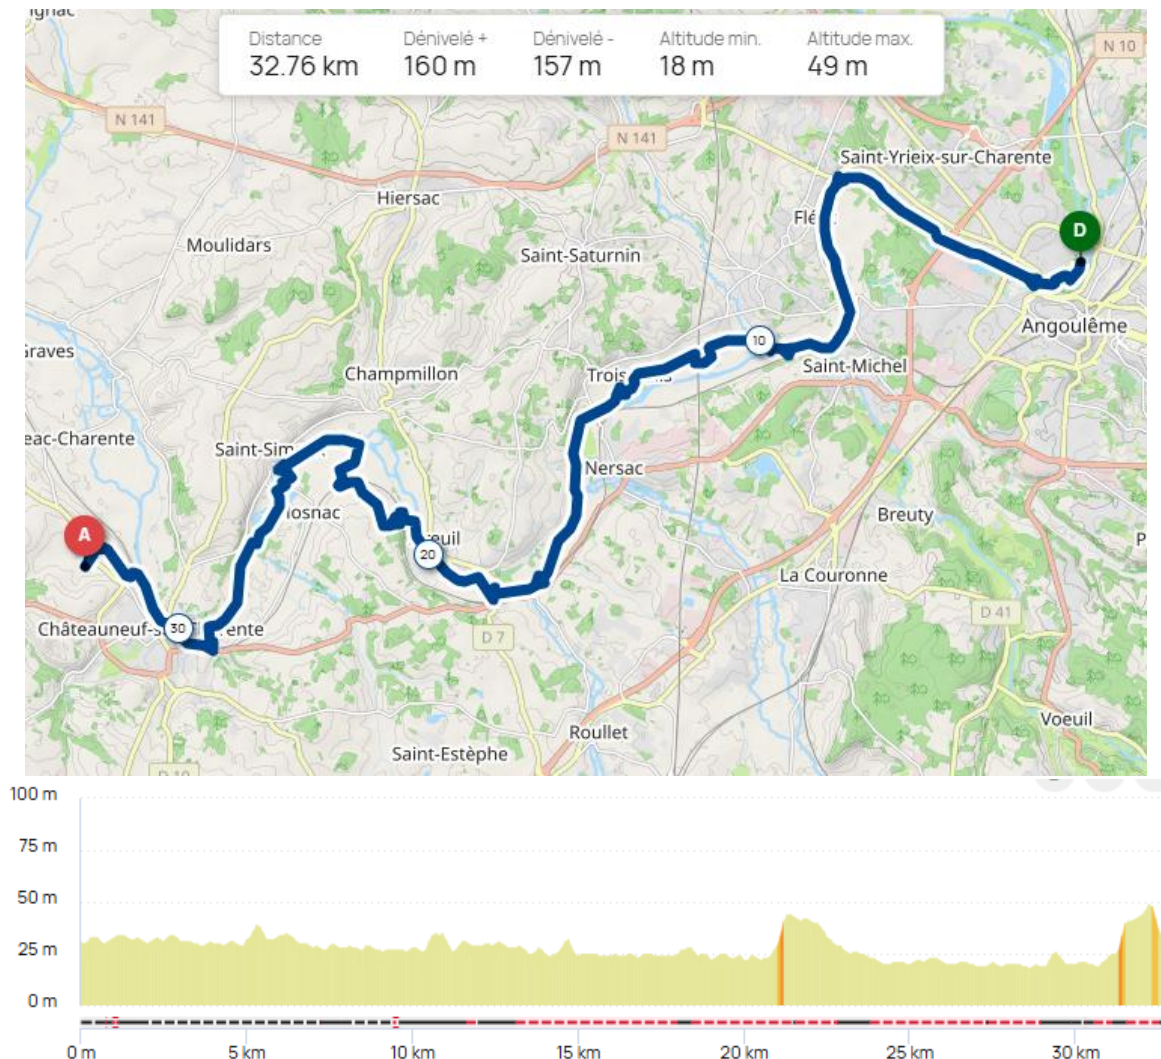 Distance Dénivelé + Dénivelé - Altitude min. Altitude max.
32.76 km 160 m 157 m 18 m 49 m
N 10
N 141
N 141
Saint-Yrieix-sur-Charente
Hiersac
Flé
D
Moulidars
Saint-Saturnin
Angoulême
10
Saint-Michel
Champmillon
Trois
eac-Charente
Saint-Sim
Nersac
Breuty
A
20
La Couronne
D 41
30
Châteauneuf-s
rente
D 7
Voeuil
Roullet
Saint-Estèphe
100 m
75 m
50 m
25 m
0 m
0 m 5 km 10 km 15 km 20 km 25 km 30 km